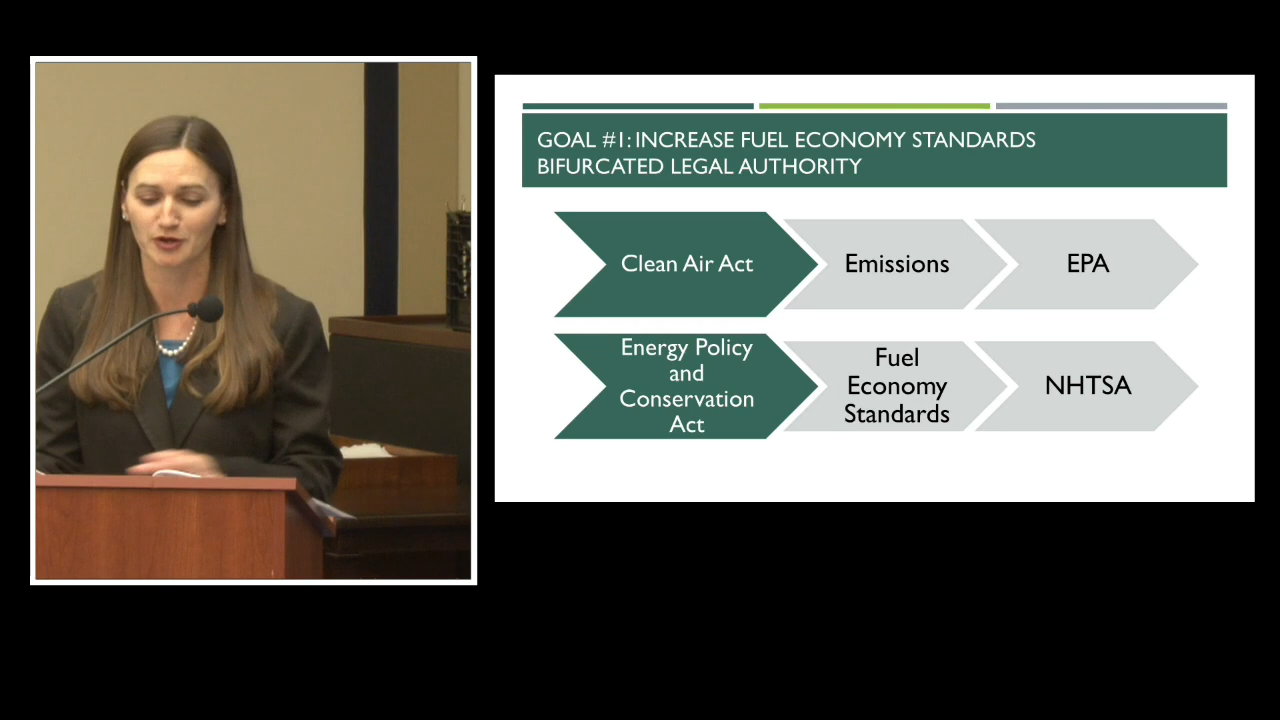 GOAL #1: INCREASE FUEL ECONOMY STANDARDS
BIFURCATED LEGAL AUTHORITY
Clean Air Act
Emissions
EPA
Energy Policy
and
Conservation
Act
Fuel
Economy
Standards
NHTSA